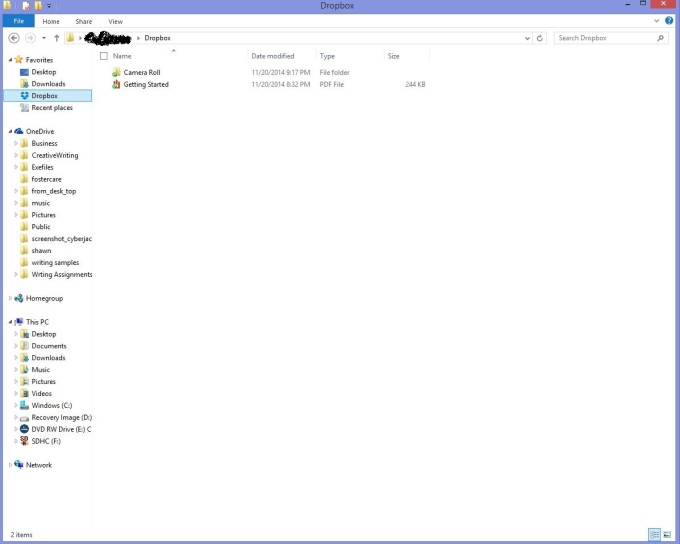 Dropbox
File Home Share View
Dropbox Search Dropbox
Name Date modified Type Size
Camera Roll 11/20/2014 9:17 PM File folder
Getting Started 11/20/2014 8:32 PM PDF File 244 KB
Favorites
Desktop
Downloads
Dropbox
Recent places
OneDrive
Business
CreativeWriting
Exefiles
fostercare
from_desk_top
music
Pictures
Public
screenshot_cyberjac
shawn
writing samples
Wrting Assignments
Homegroup
This PC
Desktop
Documents
Downloads
Music
Pictures
Videos
Windows (C:)
Recovery Image (D:)
DVD RW Drive (E:) C
SDHC (F:)
Network
2 items